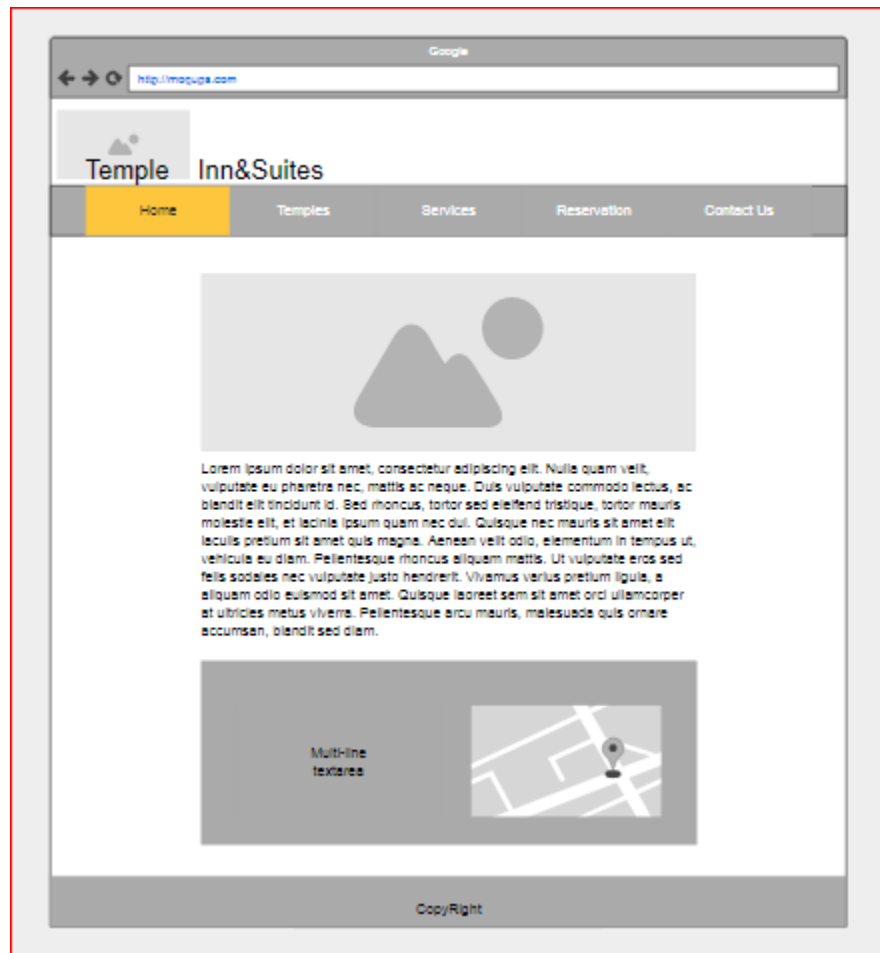 Google
http://moquga.com
Temple Inn&Suites
Home Temples Services Reservation Contact Us
Lorem ipsum dolor sit amet, consectetur adipiscing elit. Nulla quam velit,
vulputate eu pharetra nec, mattis ac neque. Duis vulputate commodo lectus, ac
blandit elit tincidunt id. Sed rhoncus, tortor sed eleifend tristique, tortor mauris
molestie elit, et lacinia ipsum quam nec dui. Quisque nec mauris sit amet elit
iaculis pretium sit amet quis magna. Aenean velit odio, elementum in tempus ut,
vehicula eu diam. Pellentesque rhoncus aliquam mattis. Ut vulputate eros sed
felis sodales nec vulputate justo hendrerit. Vivamus varius pretium ligula, a
aliquam odio euismod sit amet. Quisque laoreet sem sit amet orci ullamcorper
at ultricies metus viverra. Pellentesque arcu mauris, malesuada quis ornare
accumsan, blandit sed diam.
Multi-line
textarea
CopyRight